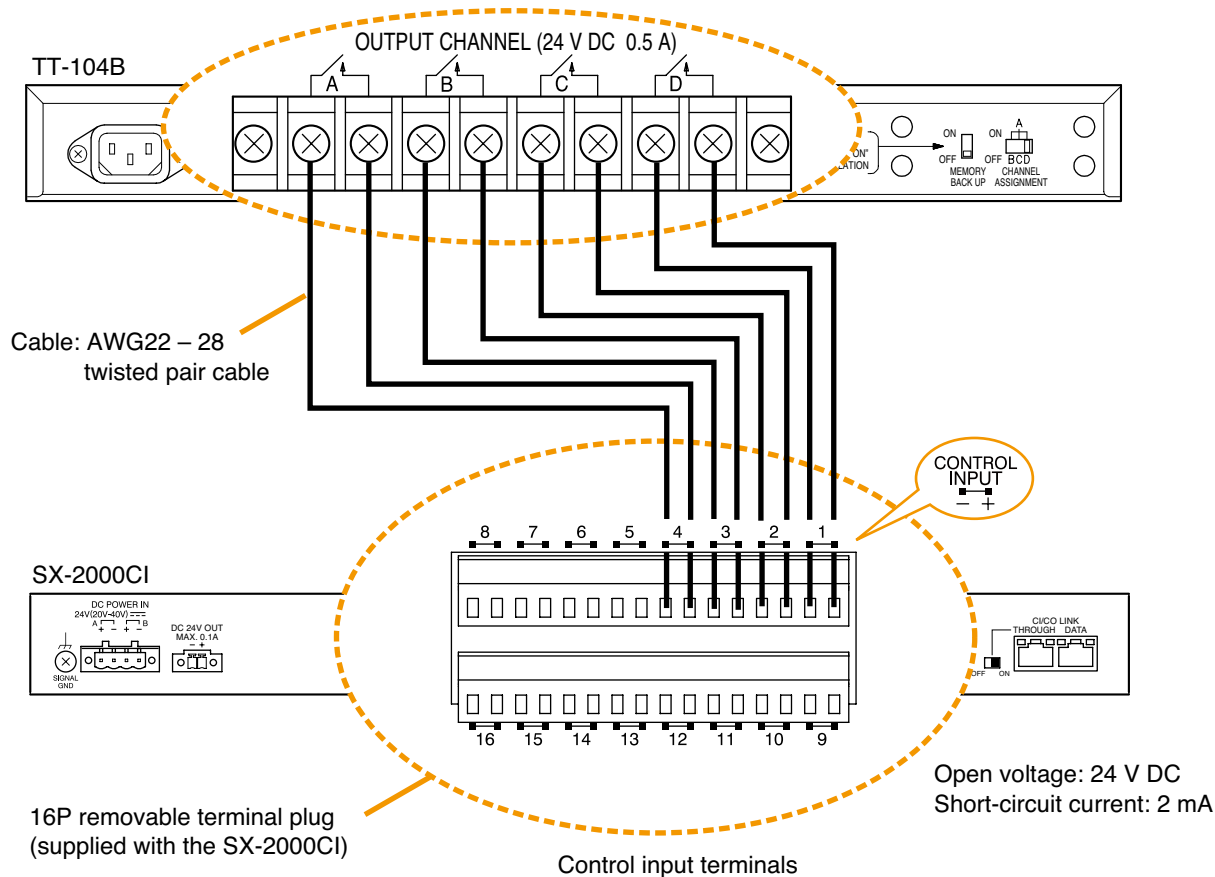 OUTPUT CHANNEL (24 V DC 0.5 A)
TT-104B
A B C D
ON"
LATION
ON
OFF
MEMORY
BACK UP
A
ON
OFF B C D
CHANNEL
ASSIGNMENT
Cable: AWG22 – 28
twisted pair cable
CONTROL
INPUT
– +
8 7 6 5 4 3 2 1
SX-2000CI
DC POWER IN
24V(20V-40V)
A B
+ – + –
DC 24V OUT
MAX. 0.1A
– +
SIGNAL
GND
CI/CO LINK
THROUGH DATA
OFF ON
16 15 14 13 12 11 10 9
Open voltage: 24 V DC
Short-circuit current: 2 mA
16P removable terminal plug
(supplied with the SX-2000CI)
Control input terminals